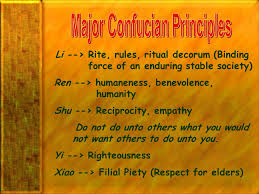 Major Confucian Principles
Li --> Rite, rules, ritual decorum (Binding
force of an enduring stable society)
Ren --> humaneness, benevolence,
humanity
Shu --> Reciprocity, empathy
Do not do unto others what you would
not want others to do unto you.
Yi --> Righteousness
Xiao --> Filial Piety (Respect for elders)